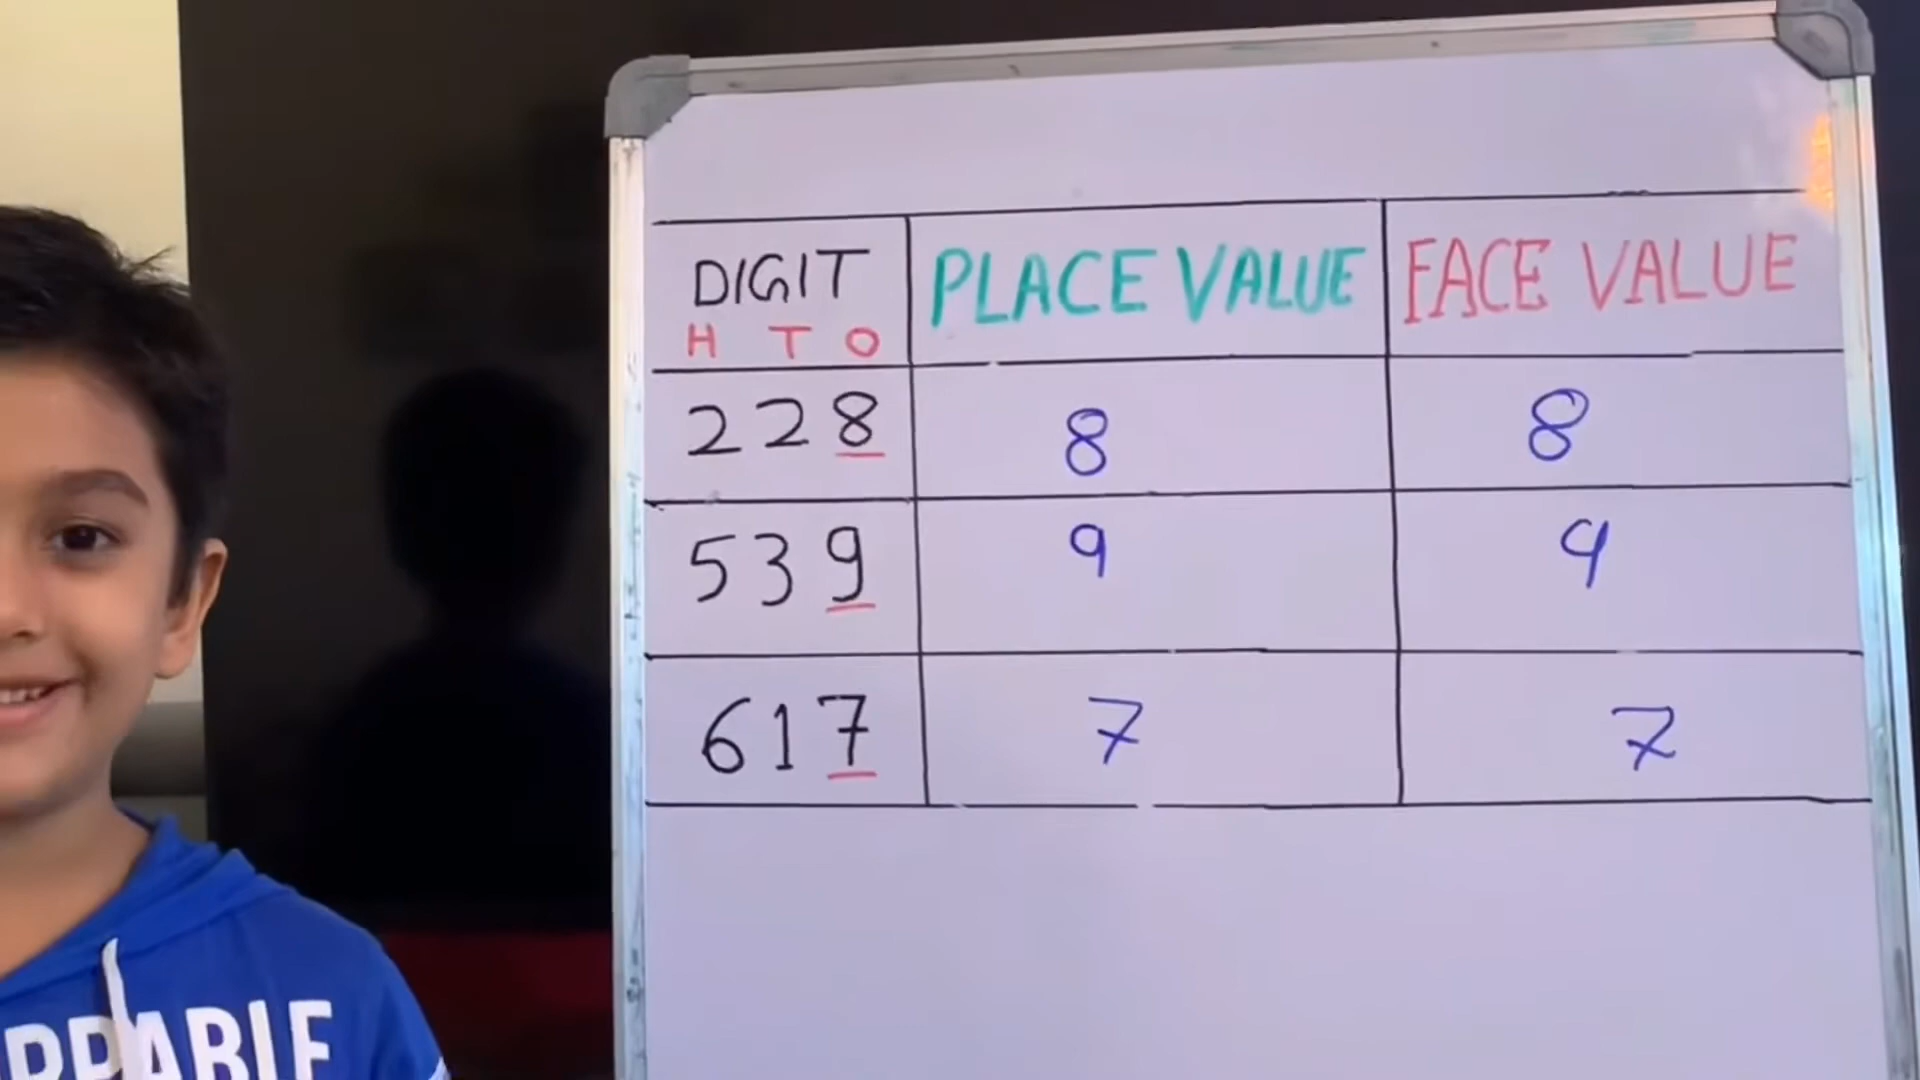 DIGIT PLACE VALUE FACE VALUE
H T O
228 8 8
539 9 9
617 7 7